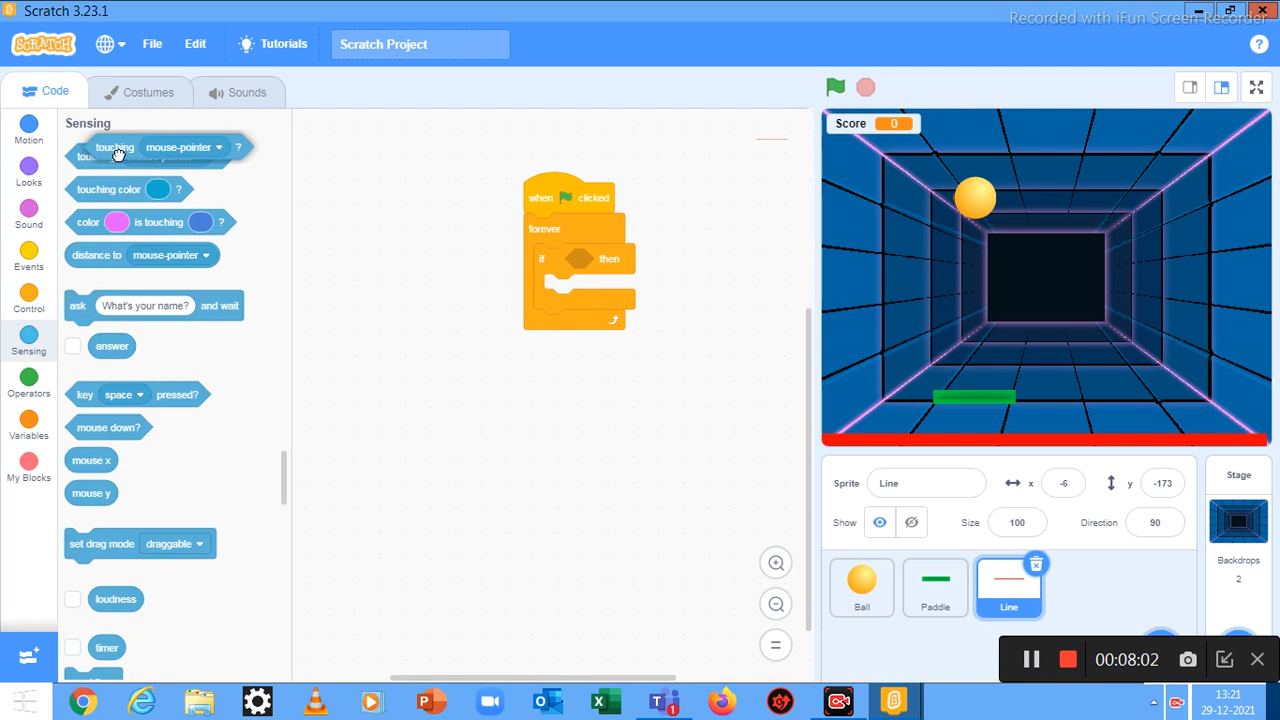 Scratch 3.23.1
Recorded with iFun Screen Recorder
SCRATCH
File
Edit
Tutorials
Scratch Project
Code
Costumes
Sounds
Motion
Looks
Sound
Events
Control
Sensing
Operators
Variables
My Blocks
Sensing
touching mouse-pointer ?
touching color ?
color is touching ?
distance to mouse-pointer
ask What's your name? and wait
answer
key space pressed?
mouse down?
mouse x
mouse y
set drag mode draggable
loudness
timer
when clicked
forever
if then
Score 0
Sprite Line x -6 y -173
Show Size 100 Direction 90
Ball
Paddle
Line
Stage
Backdrops
2
00:08:02
13:21
29-12-2021